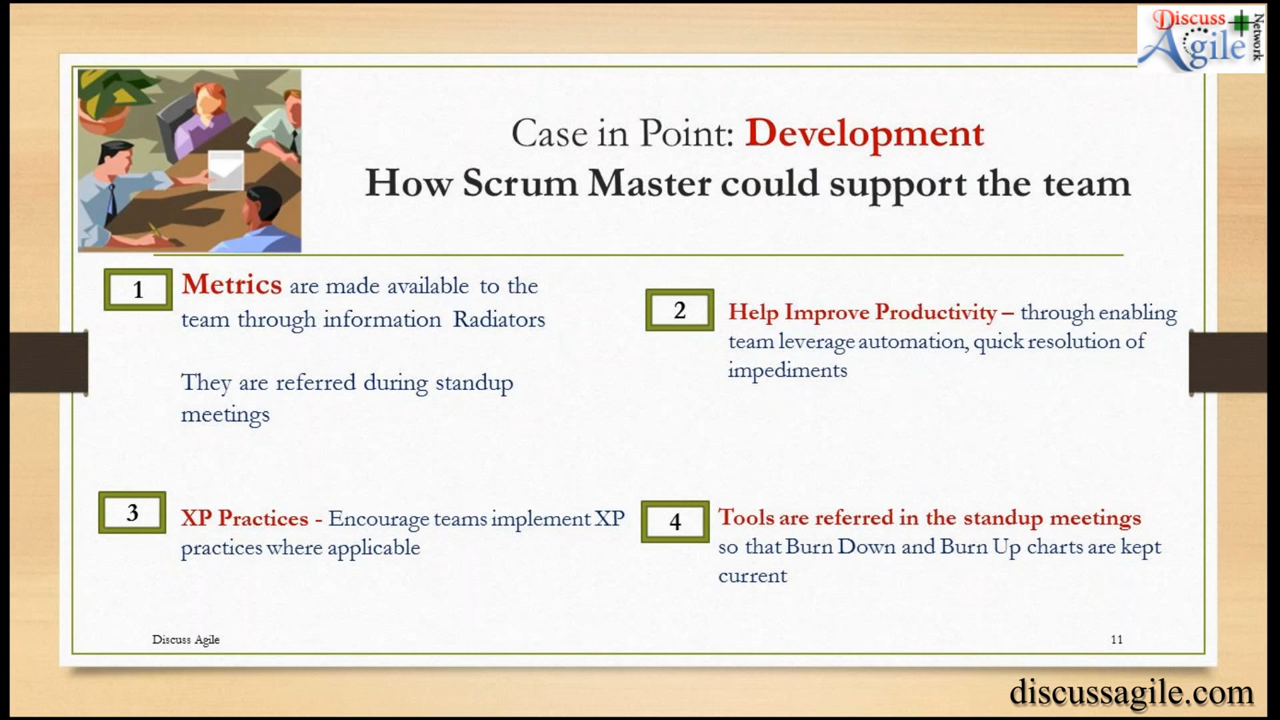 Discuss
Agile
Network
Case in Point: Development
How Scrum Master could support the team
1
Metrics are made available to the
team through information Radiators
They are referred during standup
meetings
2
Help Improve Productivity – through enabling
team leverage automation, quick resolution of
impediments
3
XP Practices - Encourage teams implement XP
practices where applicable
4
Tools are referred in the standup meetings
so that Burn Down and Burn Up charts are kept
current
Discuss Agile
11
discussagile.com